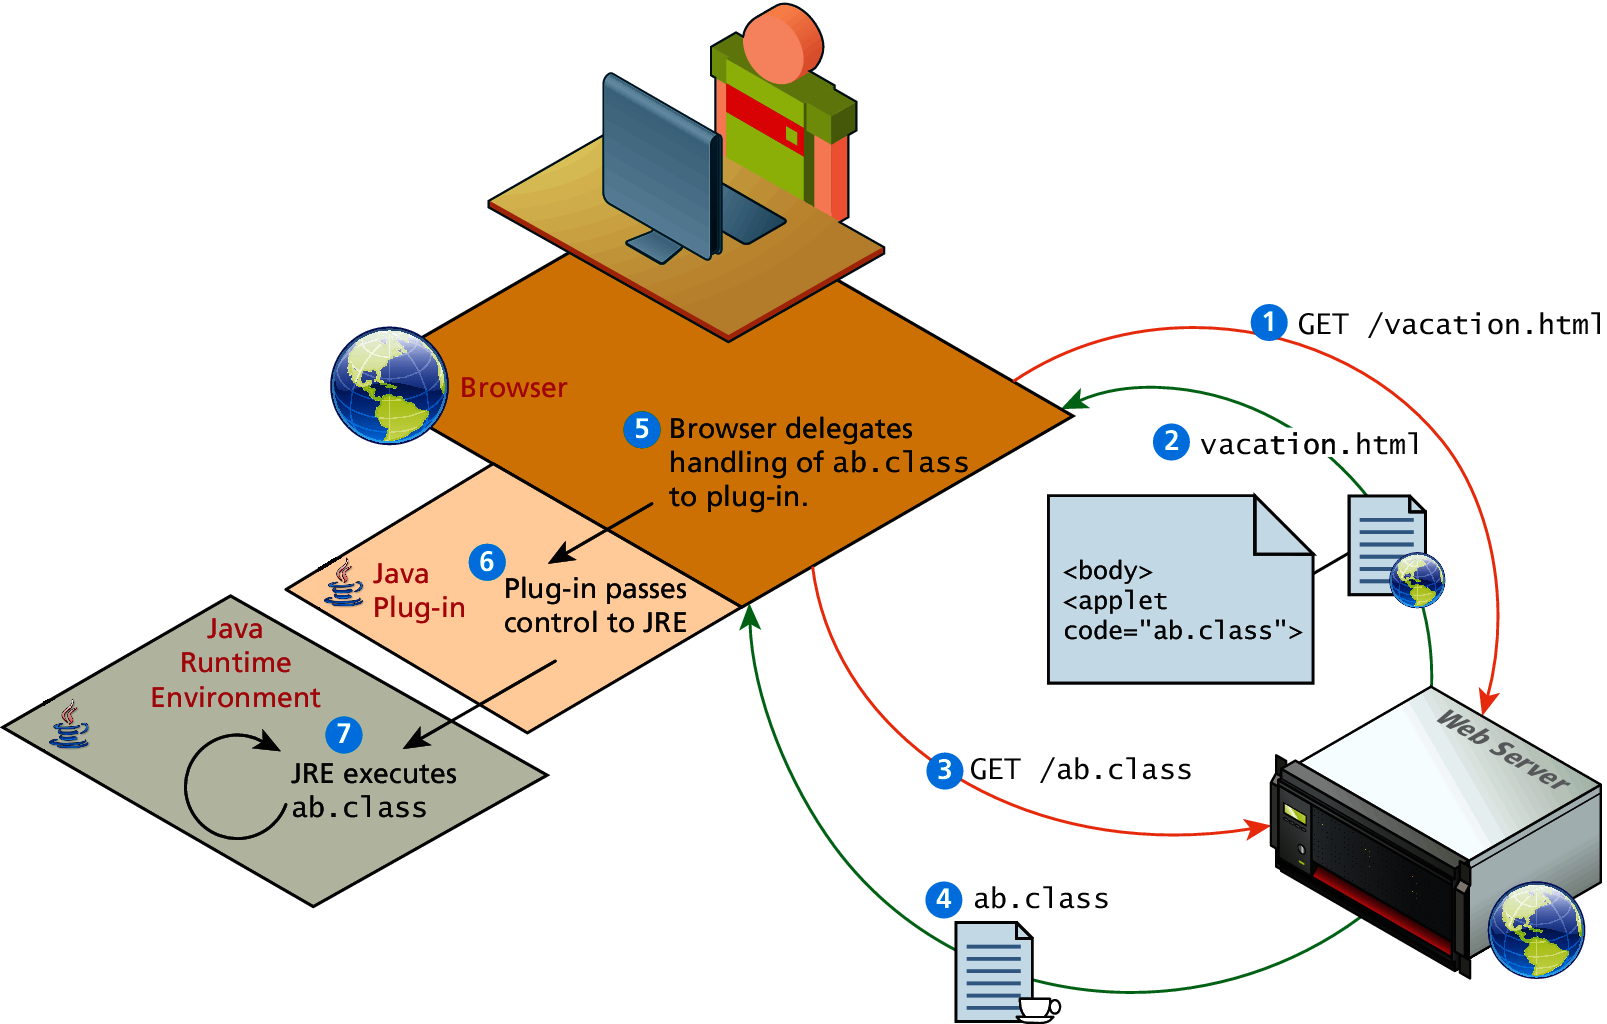 1 GET /vacation.html
2 vacation.html
<body>
<applet
code="ab.class">
Web Server
3 GET /ab.class
4 ab.class
Browser
5 Browser delegates
handling of ab.class
to plug-in.
Java
Plug-in
6 Plug-in passes
control to JRE
Java
Runtime
Environment
7
JRE executes
ab.class